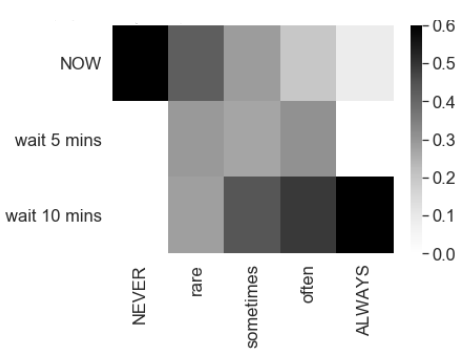 NOW
wait 5 mins
wait 10 mins
NEVER
rare
sometimes
often
ALWAYS
0.6
0.5
0.4
0.3
0.2
0.1
0.0